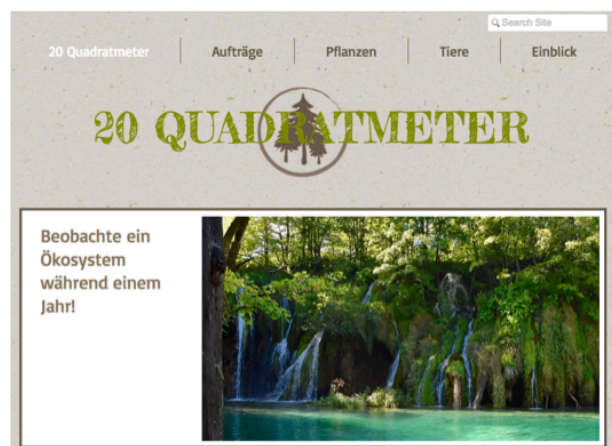 Search Site
20 Quadratmeter Aufträge Pflanzen Tiere Einblick
20 QUADRATMETER
Beobachte ein
Ökosystem
während einem
Jahr!